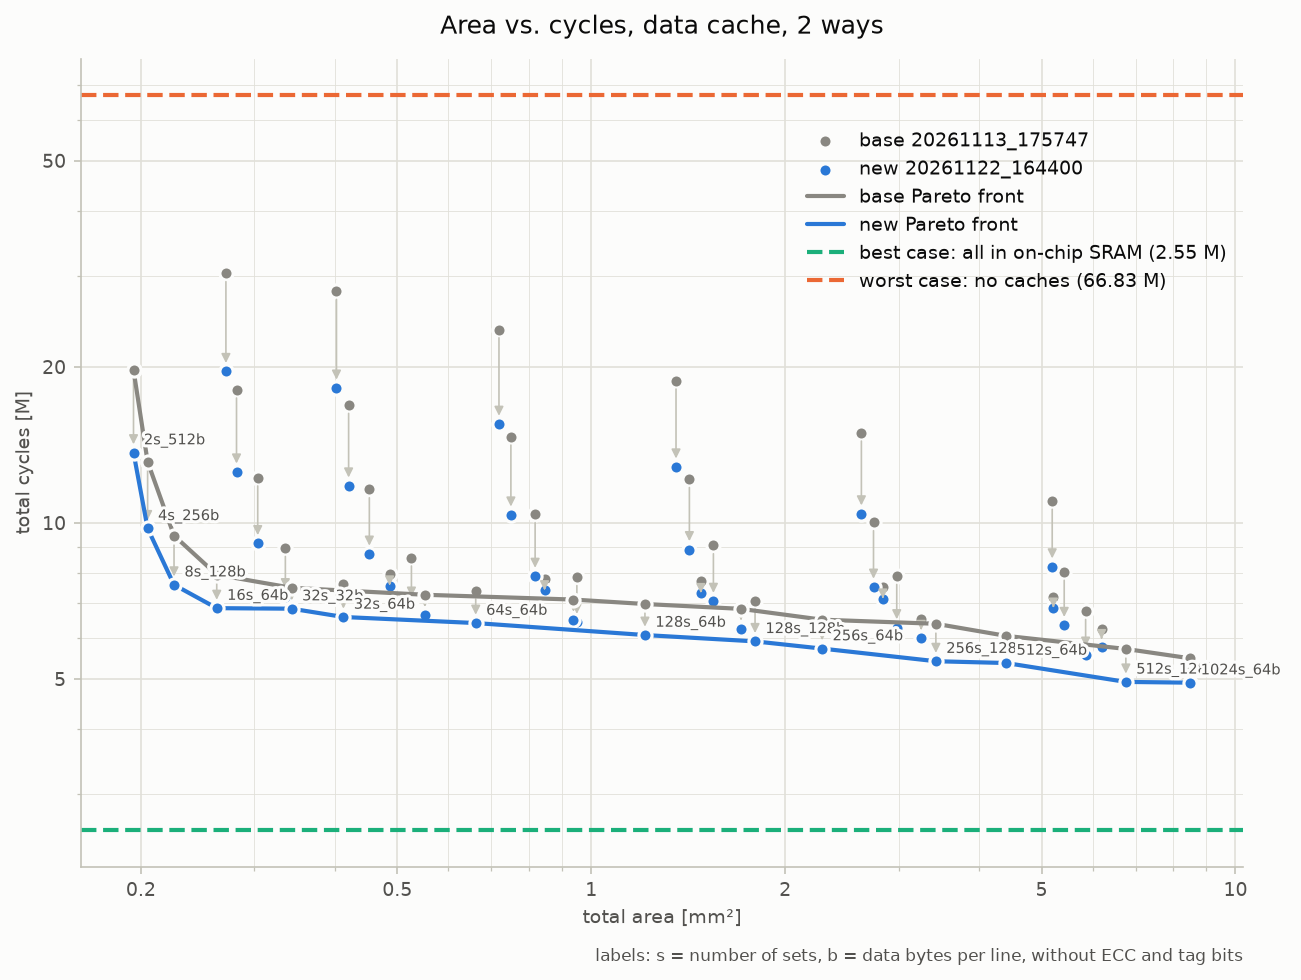 Area vs. cycles, data cache, 2 ways
base 20261113_175747
new 20261122_164400
base Pareto front
new Pareto front
best case: all in on-chip SRAM (2.55 M)
worst case: no caches (66.83 M)
total cycles [M]
50
20
10
5
2s_512b
4s_256b
8s_128b
16s_64b
32s_32b
32s_64b
64s_64b
128s_64b
128s_128b
256s_64b
256s_128
512s_64b
512s_12
1024s_64b
0.2
0.5
1
2
5
10
total area [mm²]
labels: s = number of sets, b = data bytes per line, without ECC and tag bits